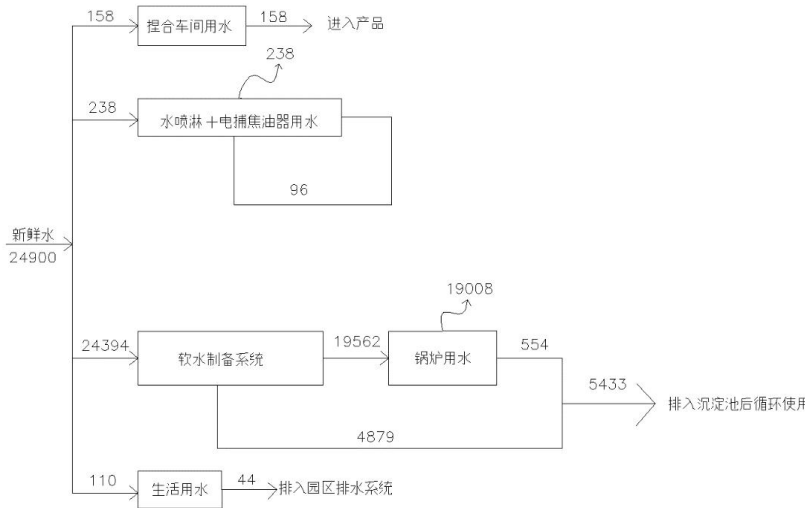 158
捏合车间用水
158
进入产品
238
238
水喷淋＋电捕焦油器用水
96
新鲜水
24900
19008
24394
软水制备系统
19562
锅炉用水
554
5433
排入沉淀池后循环使用
4879
110
生活用水
44
排入园区排水系统